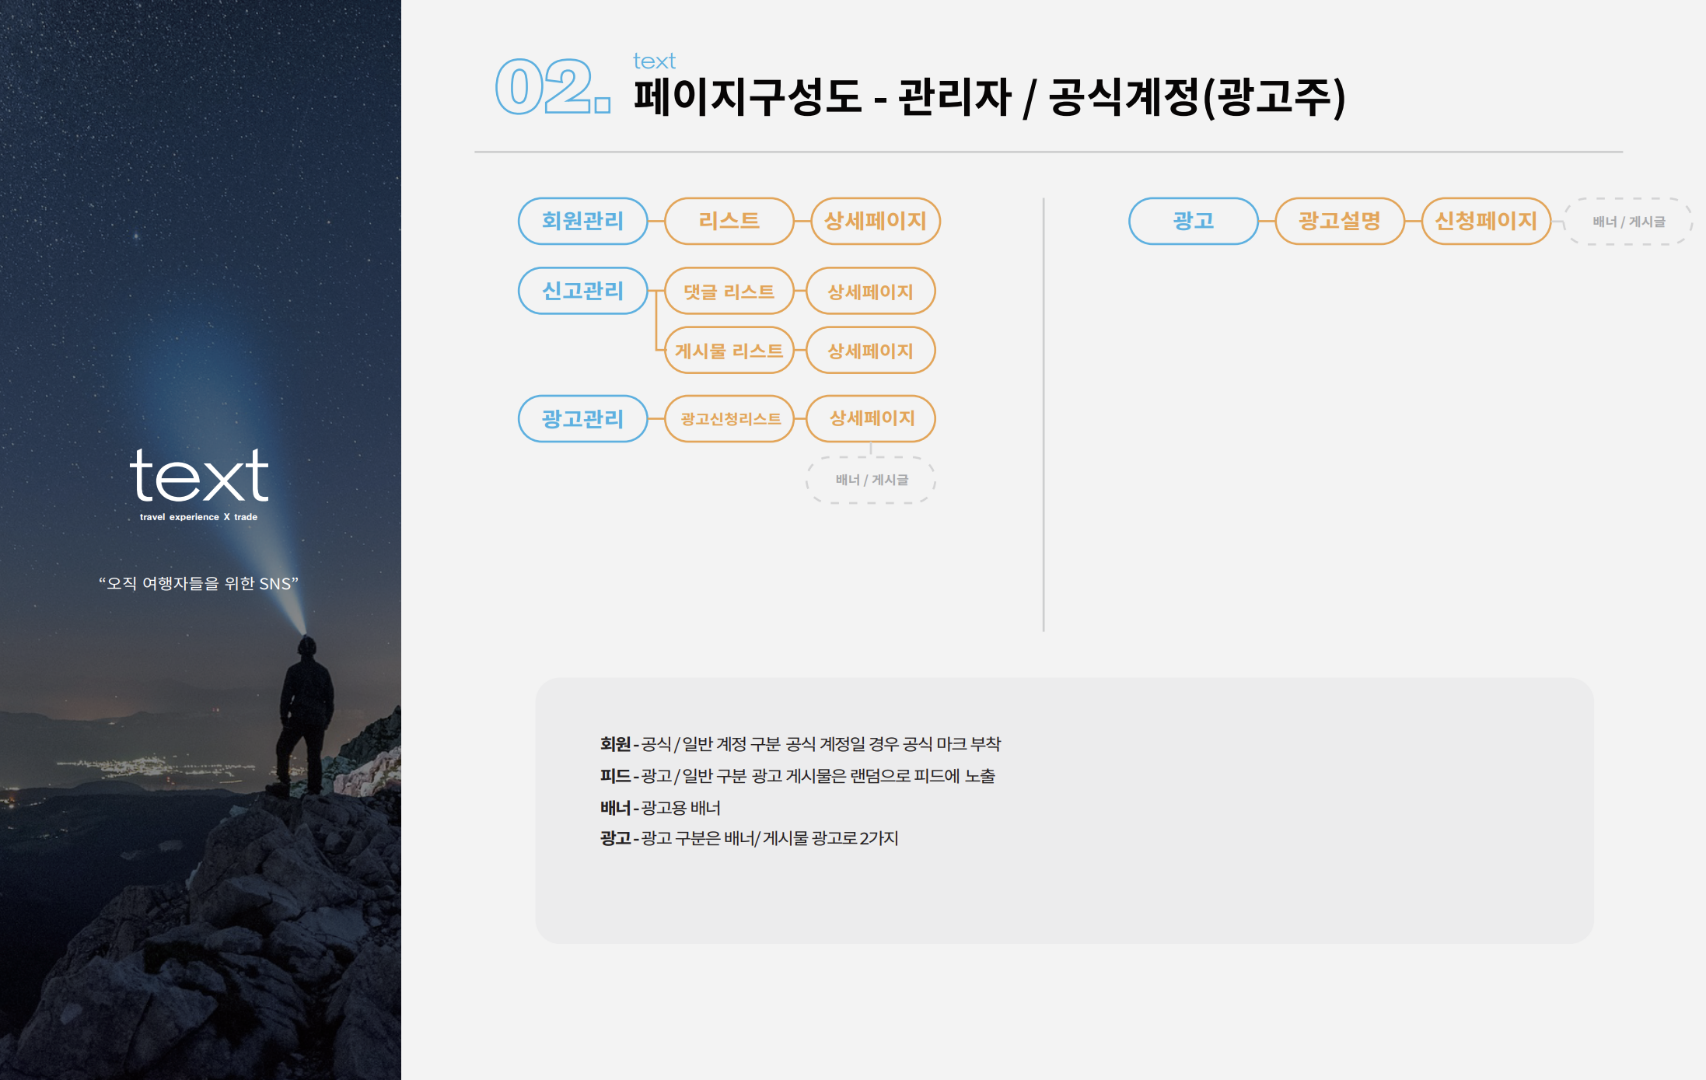 text
travel experience X trade
“오직 여행자들을 위한 SNS”
02.
text
페이지구성도 - 관리자 / 공식계정(광고주)
회원관리 리스트 상세페이지
신고관리 댓글 리스트 상세페이지
게시물 리스트 상세페이지
광고관리 광고신청리스트 상세페이지
배너 / 게시글
광고 광고설명 신청페이지 배너 / 게시글
회원 - 공식 / 일반 계정 구분 공식 계정일 경우 공식 마크 부착
피드 - 광고 / 일반 구분 광고 게시물은 랜덤으로 피드에 노출
배너 - 광고용 배너
광고 - 광고 구분은 배너/ 게시물 광고로 2가지